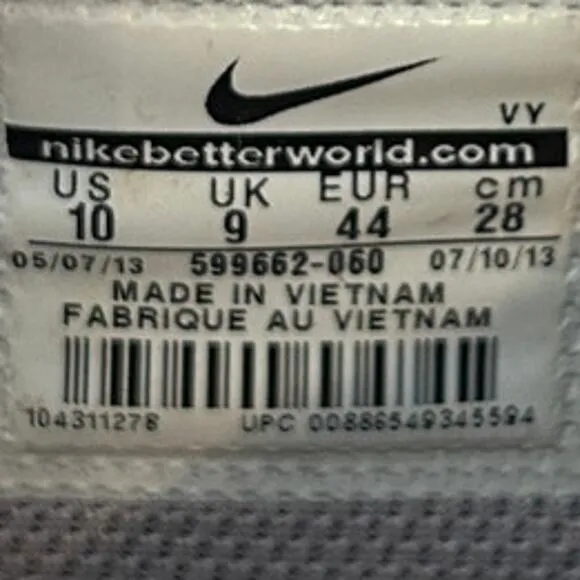 VY
nikebetterworld.com
US UK EUR cm
10 9 44 28
05/07/13 599662-060 07/10/13
MADE IN VIETNAM
FABRIQUE AU VIETNAM
104311278 UPC 00886549345594